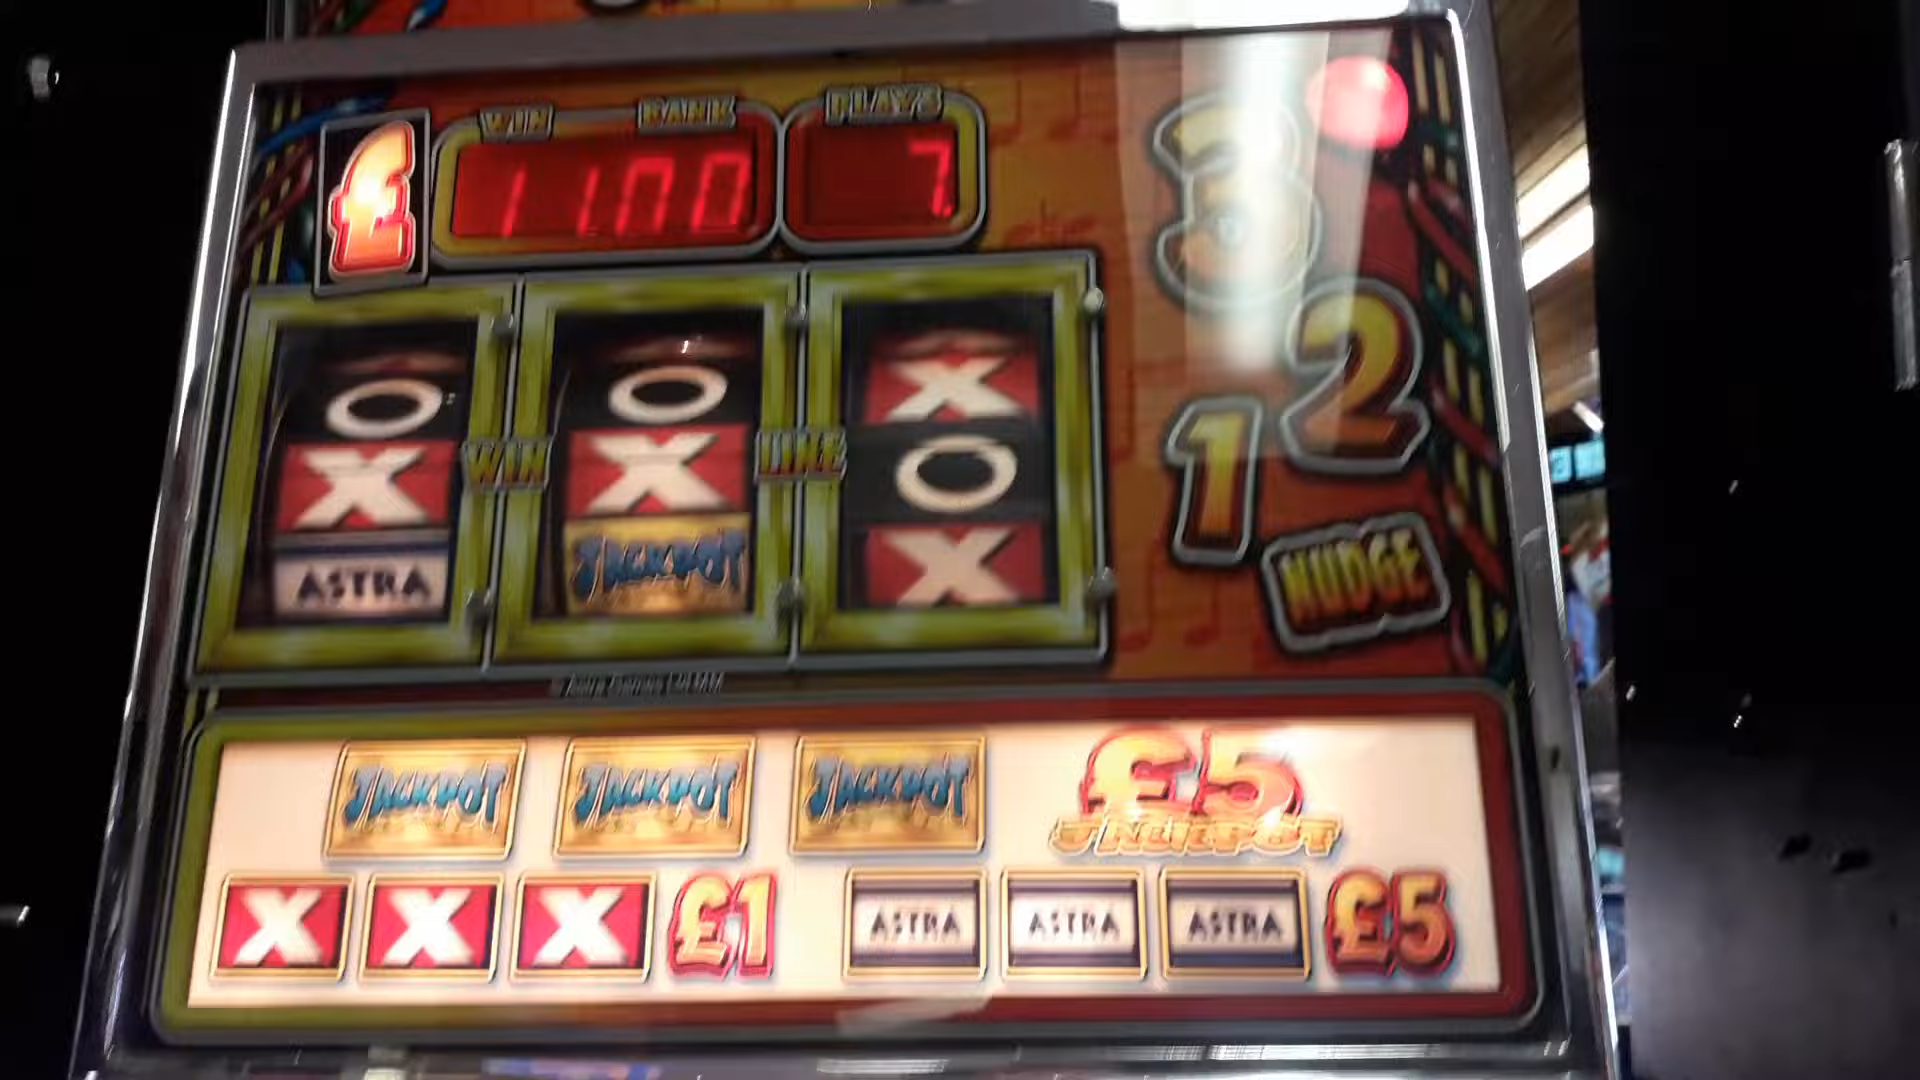 WIN BANK PLAYS
£ 11.00 7
O O X
X WIN X LINE O
ASTRA JACKPOT X
3
2
1
NUDGE
JACKPOT JACKPOT JACKPOT £5 JACKPOT
X X X £1 ASTRA ASTRA ASTRA £5